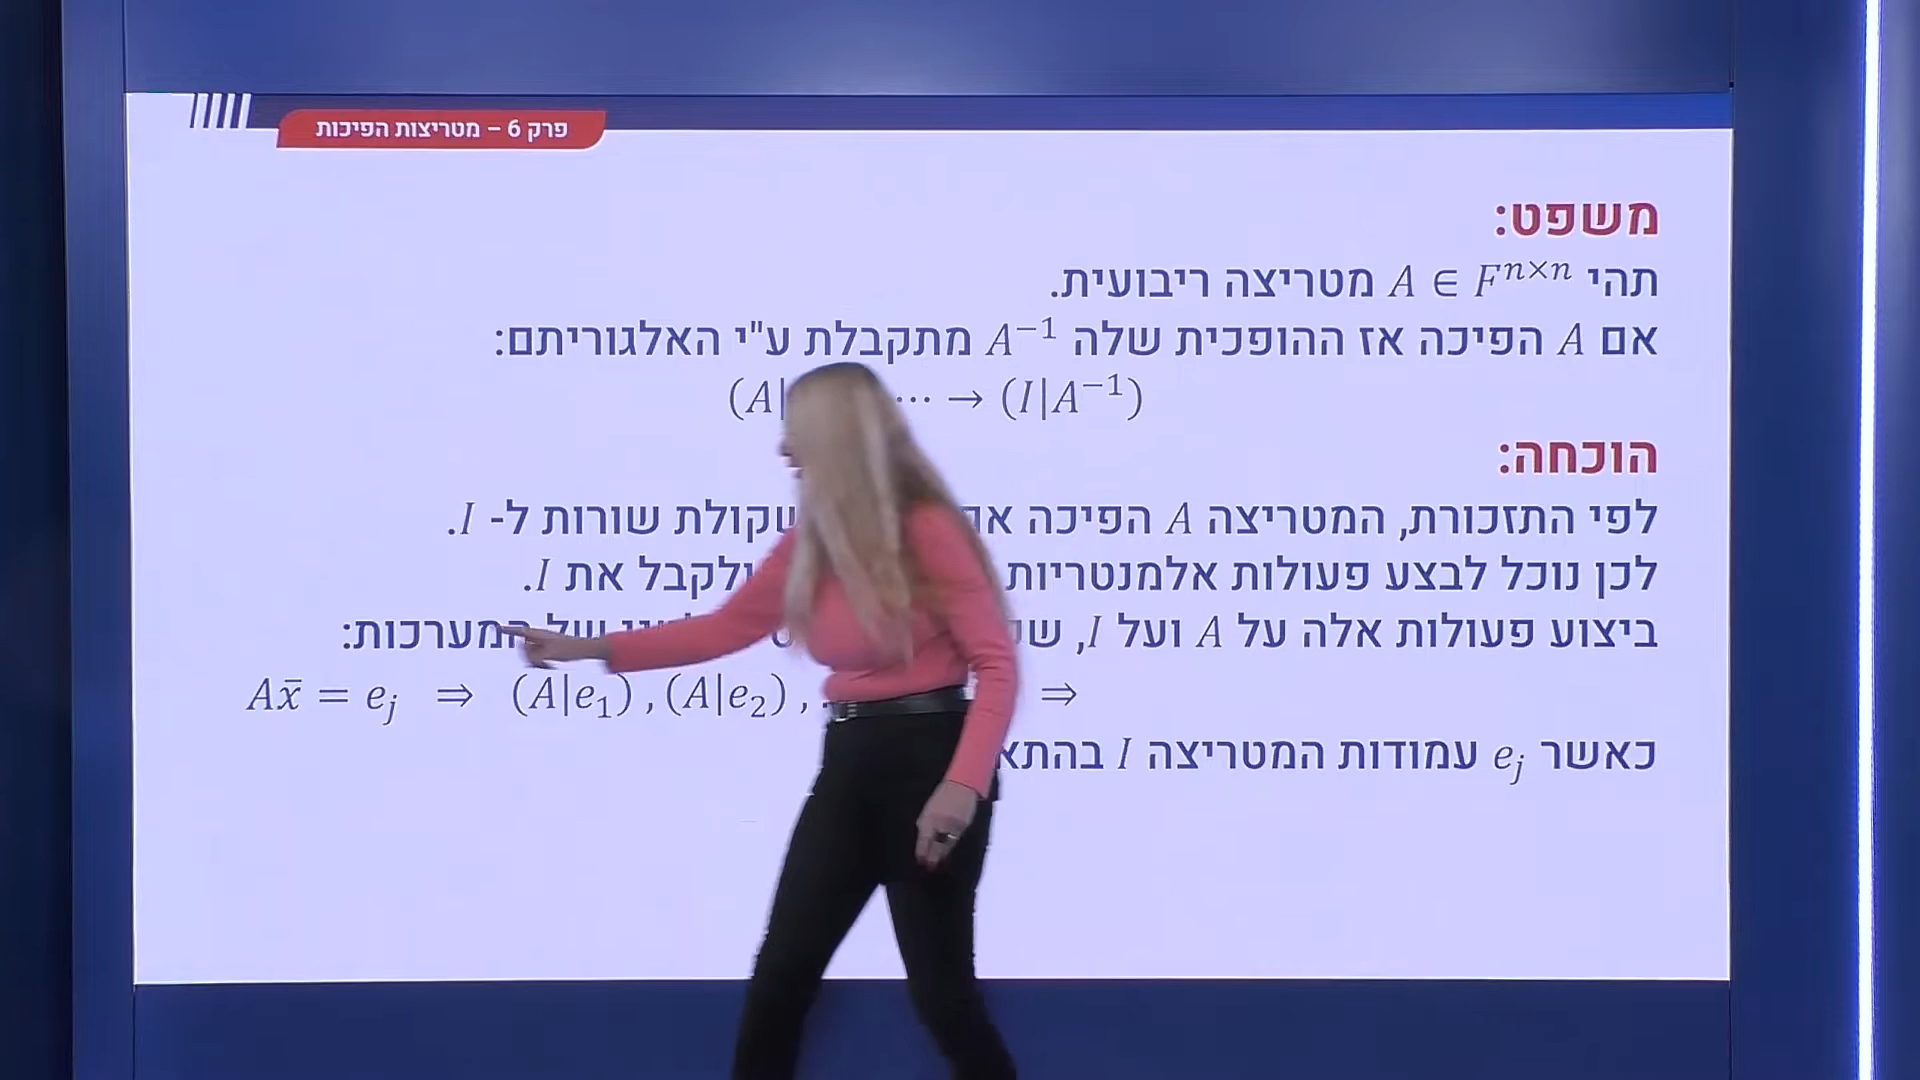 פרק 6 – מטריצות הפיכות
משפט:
תהי A ∈ F^{n×n} מטריצה ריבועית.
אם A הפיכה אז ההופכית שלה A^{−1} מתקבלת ע"י האלגוריתם:
(A| ⋯ → (I|A^{−1})
הוכחה:
לפי התזכורת, המטריצה A הפיכה שורות ל- I.
לכן נוכל לבצע פעולות אלמנטריות ולקבל את I.
ביצוע פעולות אלה על A ועל I, של המערכות:
Ax̄ = e_j ⇒ (A|e_1) , (A|e_2) , ⇒
כאשר e_j עמודות המטריצה I